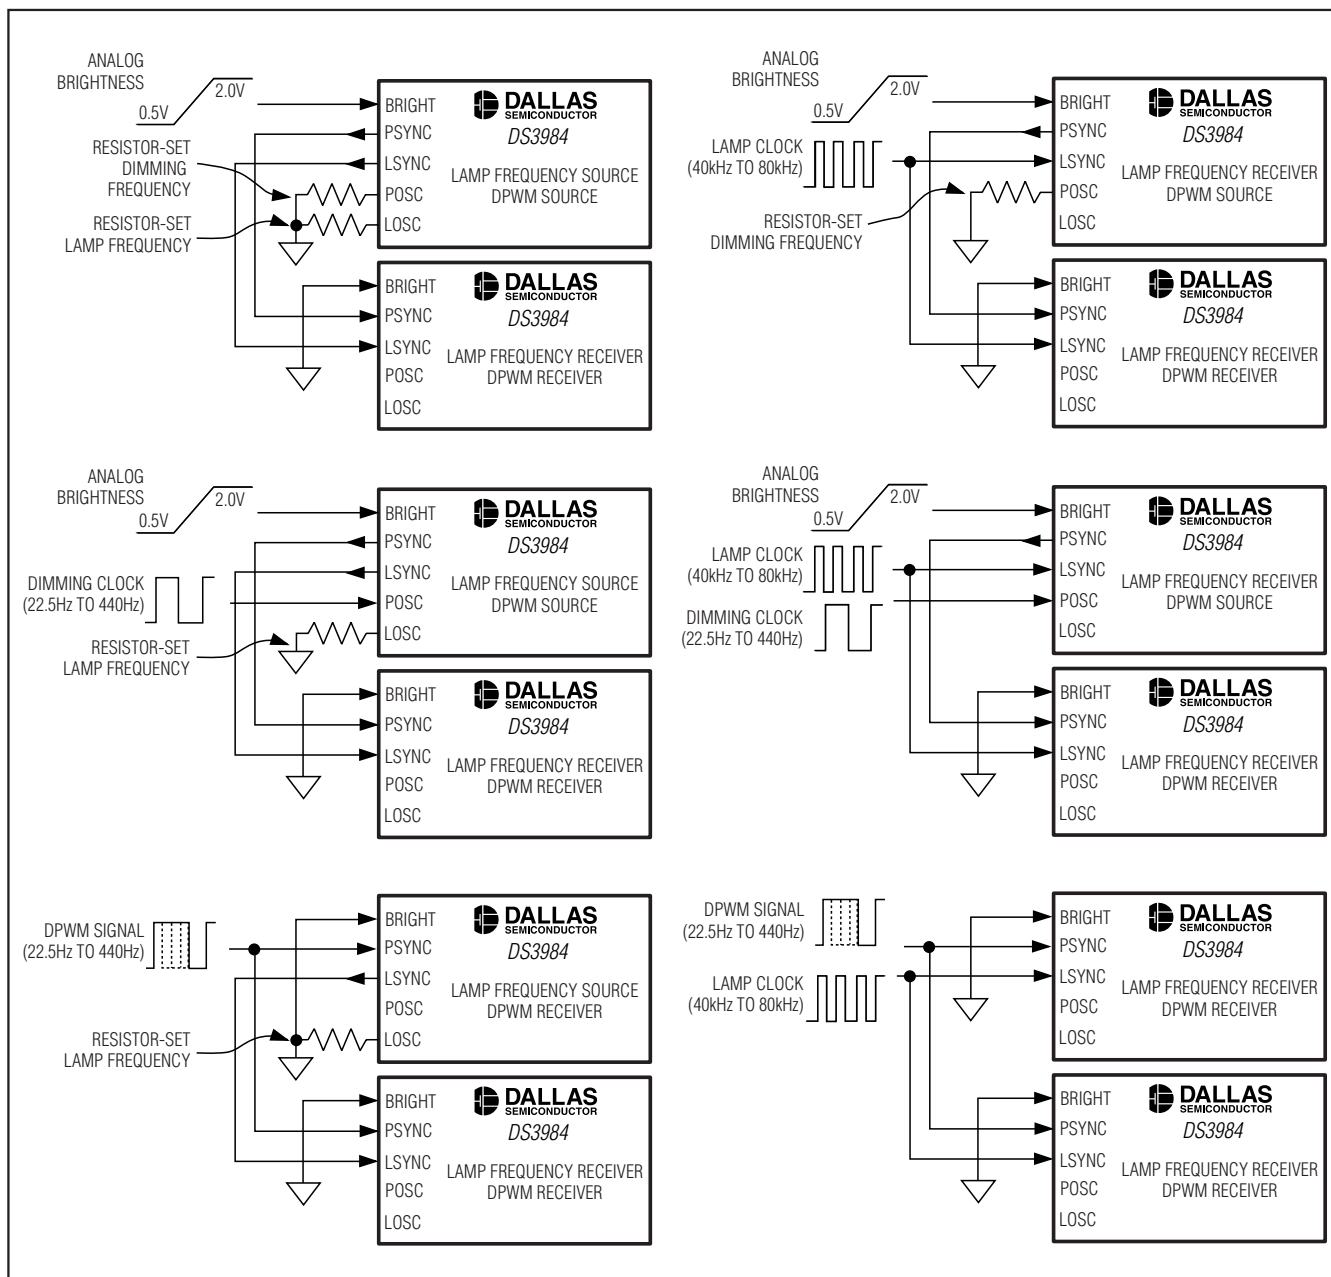 ANALOG
BRIGHTNESS
0.5V
2.0V
RESISTOR-SET
DIMMING
FREQUENCY
RESISTOR-SET
LAMP FREQUENCY
BRIGHT
PSYNC
LSYNC
POSC
LOSC
DALLAS
SEMICONDUCTOR
DS3984
LAMP FREQUENCY SOURCE
DPWM SOURCE
BRIGHT
PSYNC
LSYNC
POSC
LOSC
DALLAS
SEMICONDUCTOR
DS3984
LAMP FREQUENCY RECEIVER
DPWM RECEIVER
ANALOG
BRIGHTNESS
0.5V
2.0V
LAMP CLOCK
(40kHz TO 80kHz)
RESISTOR-SET
DIMMING FREQUENCY
BRIGHT
PSYNC
LSYNC
POSC
LOSC
DALLAS
SEMICONDUCTOR
DS3984
LAMP FREQUENCY RECEIVER
DPWM SOURCE
BRIGHT
PSYNC
LSYNC
POSC
LOSC
DALLAS
SEMICONDUCTOR
DS3984
LAMP FREQUENCY RECEIVER
DPWM RECEIVER
ANALOG
BRIGHTNESS
0.5V
2.0V
DIMMING CLOCK
(22.5Hz TO 440Hz)
RESISTOR-SET
LAMP FREQUENCY
BRIGHT
PSYNC
LSYNC
POSC
LOSC
DALLAS
SEMICONDUCTOR
DS3984
LAMP FREQUENCY SOURCE
DPWM SOURCE
BRIGHT
PSYNC
LSYNC
POSC
LOSC
DALLAS
SEMICONDUCTOR
DS3984
LAMP FREQUENCY RECEIVER
DPWM RECEIVER
ANALOG
BRIGHTNESS
0.5V
2.0V
LAMP CLOCK
(40kHz TO 80kHz)
DIMMING CLOCK
(22.5Hz TO 440Hz)
BRIGHT
PSYNC
LSYNC
POSC
LOSC
DALLAS
SEMICONDUCTOR
DS3984
LAMP FREQUENCY RECEIVER
DPWM SOURCE
BRIGHT
PSYNC
LSYNC
POSC
LOSC
DALLAS
SEMICONDUCTOR
DS3984
LAMP FREQUENCY RECEIVER
DPWM RECEIVER
DPWM SIGNAL
(22.5Hz TO 440Hz)
RESISTOR-SET
LAMP FREQUENCY
BRIGHT
PSYNC
LSYNC
POSC
LOSC
DALLAS
SEMICONDUCTOR
DS3984
LAMP FREQUENCY SOURCE
DPWM RECEIVER
BRIGHT
PSYNC
LSYNC
POSC
LOSC
DALLAS
SEMICONDUCTOR
DS3984
LAMP FREQUENCY RECEIVER
DPWM RECEIVER
DPWM SIGNAL
(22.5Hz TO 440Hz)
LAMP CLOCK
(40kHz TO 80kHz)
BRIGHT
PSYNC
LSYNC
POSC
LOSC
DALLAS
SEMICONDUCTOR
DS3984
LAMP FREQUENCY RECEIVER
DPWM RECEIVER
BRIGHT
PSYNC
LSYNC
POSC
LOSC
DALLAS
SEMICONDUCTOR
DS3984
LAMP FREQUENCY RECEIVER
DPWM RECEIVER